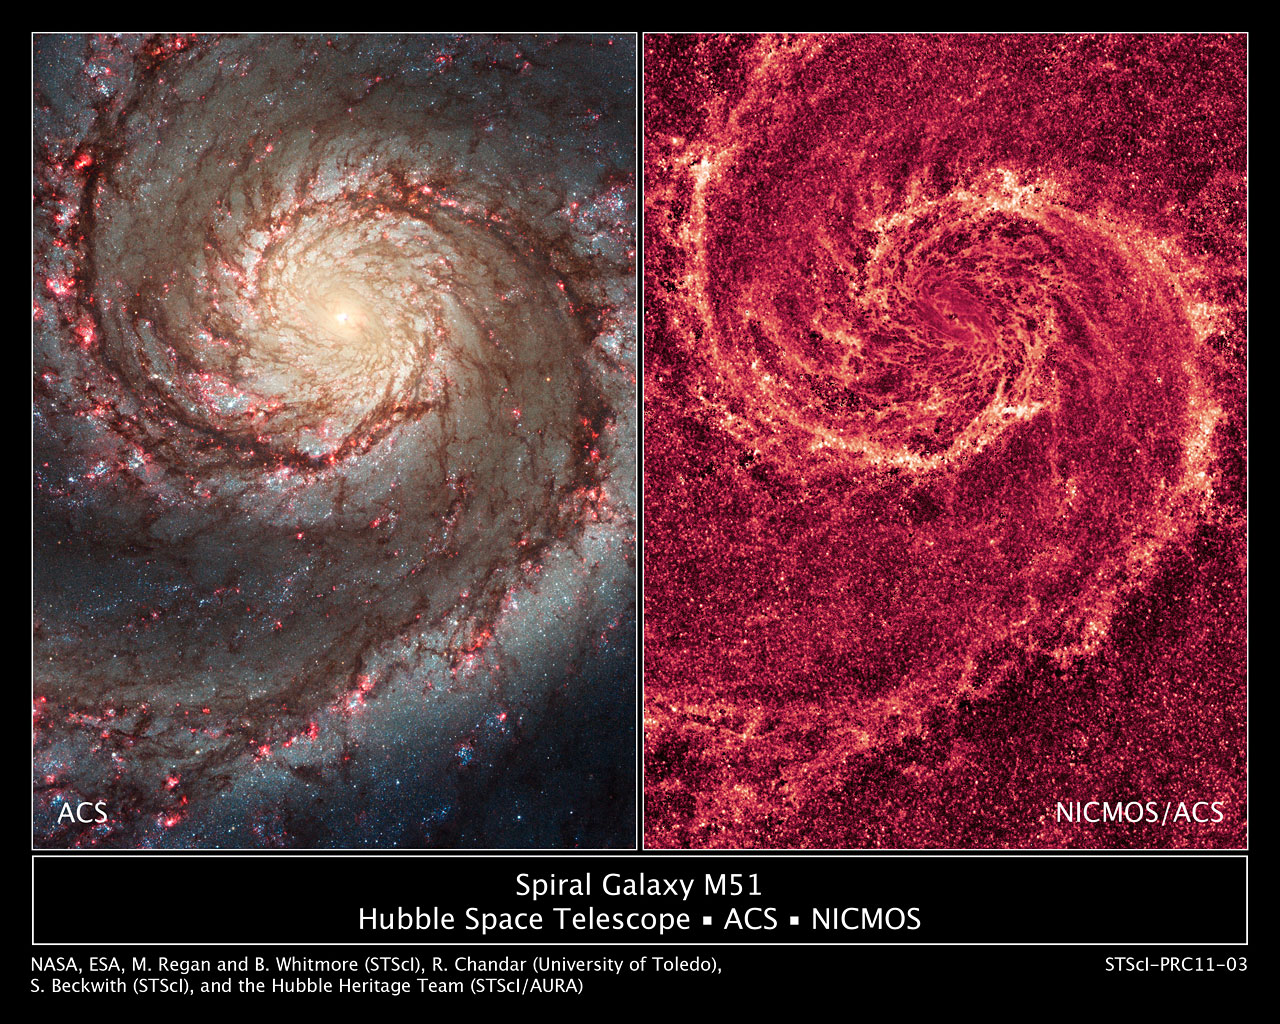 ACS
NICMOS/ACS
Spiral Galaxy M51
Hubble Space Telescope ▪ ACS ▪ NICMOS
NASA, ESA, M. Regan and B. Whitmore (STScI), R. Chandar (University of Toledo),
S. Beckwith (STScI), and the Hubble Heritage Team (STScI/AURA)
STScI-PRC11-03